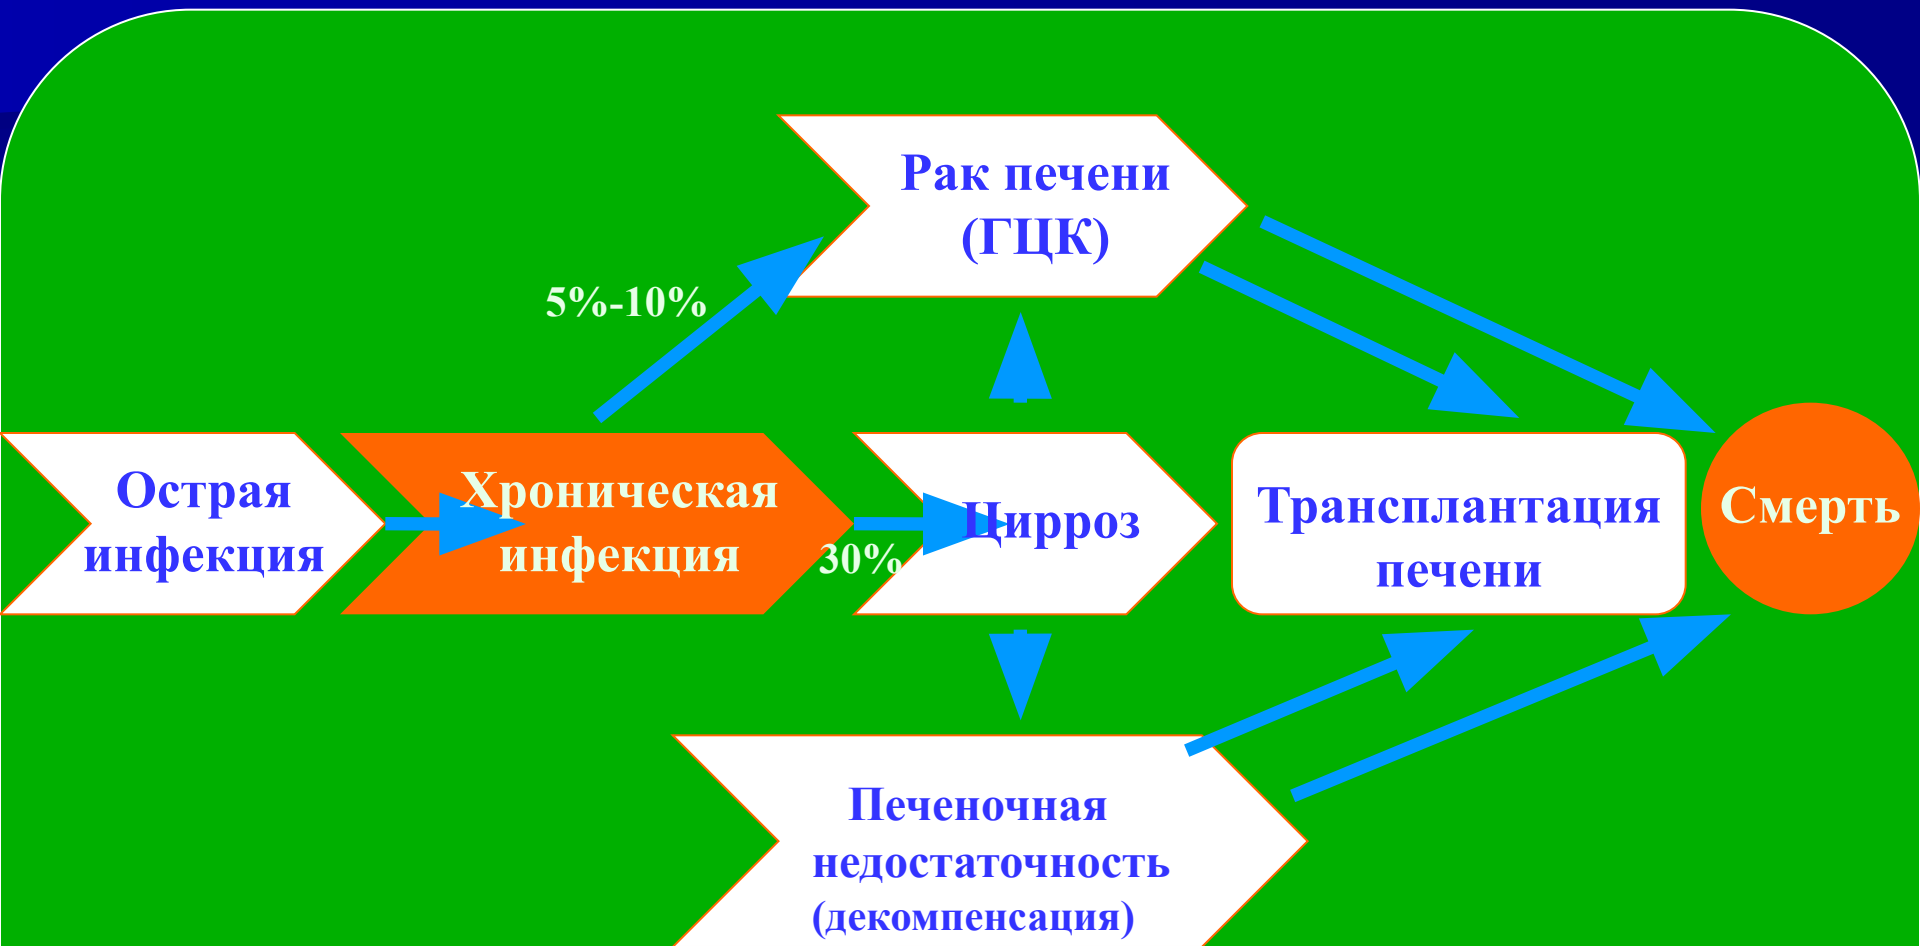 Рак печени
(ГЦК)
5%-10%
Острая
инфекция
Хроническая
инфекция
30%
Цирроз
Трансплантация
печени
Смерть
Печеночная
недостаточность
(декомпенсация)